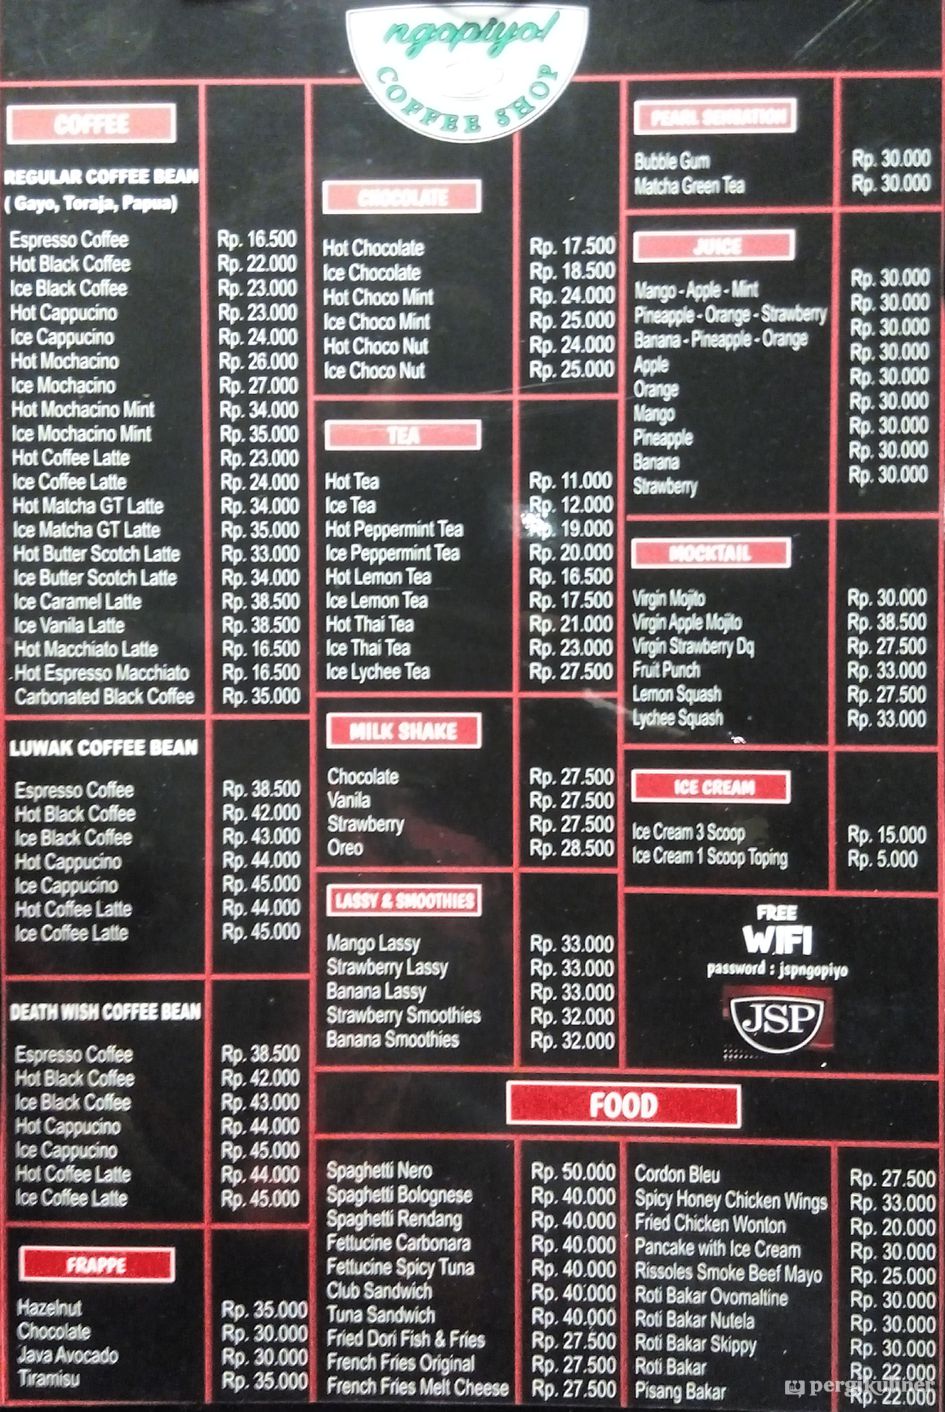 ngopiyo!
COFFEE SHOP
COFFEE
REGULAR COFFEE BEAN
( Gayo, Toraja, Papua)
Espresso Coffee Rp. 16.500
Hot Black Coffee Rp. 22.000
Ice Black Coffee Rp. 23.000
Hot Cappucino Rp. 23.000
Ice Cappucino Rp. 24.000
Hot Mochacino Rp. 26.000
Ice Mochacino Rp. 27.000
Hot Mochacino Mint Rp. 34.000
Ice Mochacino Mint Rp. 35.000
Hot Coffee Latte Rp. 23.000
Ice Coffee Latte Rp. 24.000
Hot Matcha GT Latte Rp. 34.000
Ice Matcha GT Latte Rp. 35.000
Hot Butter Scotch Latte Rp. 33.000
Ice Butter Scotch Latte Rp. 34.000
Ice Caramel Latte Rp. 38.500
Ice Vanila Latte Rp. 38.500
Hot Macchiato Latte Rp. 16.500
Hot Espresso Macchiato Rp. 16.500
Carbonated Black Coffee Rp. 35.000
LUWAK COFFEE BEAN
Espresso Coffee Rp. 38.500
Hot Black Coffee Rp. 42.000
Ice Black Coffee Rp. 43.000
Hot Cappucino Rp. 44.000
Ice Cappucino Rp. 45.000
Hot Coffee Latte Rp. 44.000
Ice Coffee Latte Rp. 45.000
DEATH WISH COFFEE BEAN
Espresso Coffee Rp. 38.500
Hot Black Coffee Rp. 42.000
Ice Black Coffee Rp. 43.000
Hot Cappucino Rp. 44.000
Ice Cappucino Rp. 45.000
Hot Coffee Latte Rp. 44.000
Ice Coffee Latte Rp. 45.000
FRAPPE
Hazelnut Rp. 35.000
Chocolate Rp. 30.000
Java Avocado Rp. 30.000
Tiramisu Rp. 35.000
CHOCOLATE
Hot Chocolate Rp. 17.500
Ice Chocolate Rp. 18.500
Hot Choco Mint Rp. 24.000
Ice Choco Mint Rp. 25.000
Hot Choco Nut Rp. 24.000
Ice Choco Nut Rp. 25.000
TEA
Hot Tea Rp. 11.000
Ice Tea Rp. 12.000
Hot Peppermint Tea Rp. 19.000
Ice Peppermint Tea Rp. 20.000
Hot Lemon Tea Rp. 16.500
Ice Lemon Tea Rp. 17.500
Hot Thai Tea Rp. 21.000
Ice Thai Tea Rp. 23.000
Ice Lychee Tea Rp. 27.500
MILK SHAKE
Chocolate Rp. 27.500
Vanila Rp. 27.500
Strawberry Rp. 27.500
Oreo Rp. 28.500
LASSY & SMOOTHIES
Mango Lassy Rp. 33.000
Strawberry Lassy Rp. 33.000
Banana Lassy Rp. 33.000
Strawberry Smoothies Rp. 32.000
Banana Smoothies Rp. 32.000
PEARL SENSATION
Bubble Gum Rp. 30.000
Matcha Green Tea Rp. 30.000
JUICE
Mango - Apple - Mint Rp. 30.000
Pineapple - Orange - Strawberry Rp. 30.000
Banana - Pineapple - Orange Rp. 30.000
Apple Rp. 30.000
Orange Rp. 30.000
Mango Rp. 30.000
Pineapple Rp. 30.000
Banana Rp. 30.000
Strawberry Rp. 30.000
MOCKTAIL
Virgin Mojito Rp. 30.000
Virgin Apple Mojito Rp. 38.500
Virgin Strawberry Dq Rp. 27.500
Fruit Punch Rp. 33.000
Lemon Squash Rp. 27.500
Lychee Squash Rp. 33.000
ICE CREAM
Ice Cream 3 Scoop Rp. 15.000
Ice Cream 1 Scoop Toping Rp. 5.000
FREE
WIFI
password : jspngopiyo
JSP
FOOD
Spaghetti Nero Rp. 50.000
Spaghetti Bolognese Rp. 40.000
Spaghetti Rendang Rp. 40.000
Fettucine Carbonara Rp. 40.000
Fettucine Spicy Tuna Rp. 40.000
Club Sandwich Rp. 40.000
Tuna Sandwich Rp. 40.000
Fried Dori Fish & Fries Rp. 27.500
French Fries Original Rp. 27.500
French Fries Melt Cheese Rp. 27.500
Cordon Bleu Rp. 27.500
Spicy Honey Chicken Wings Rp. 33.000
Fried Chicken Wonton Rp. 20.000
Pancake with Ice Cream Rp. 30.000
Rissoles Smoke Beef Mayo Rp. 25.000
Roti Bakar Ovomaltine Rp. 30.000
Roti Bakar Nutela Rp. 30.000
Roti Bakar Skippy Rp. 30.000
Roti Bakar Rp. 22.000
Pisang Bakar Rp. 22.000
pergikuliner